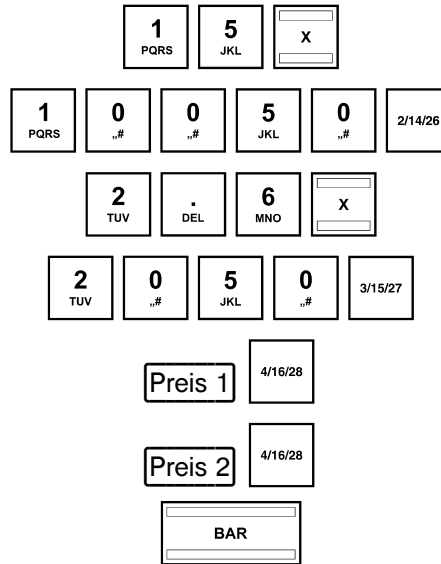 1 5 X
PQRS JKL
1 0 0 5 0 2/14/26
PQRS „# „# JKL „#
2 . 6 X
TUV DEL MNO
2 0 5 0 3/15/27
TUV „# JKL „#
Preis 1 4/16/28
Preis 2 4/16/28
BAR